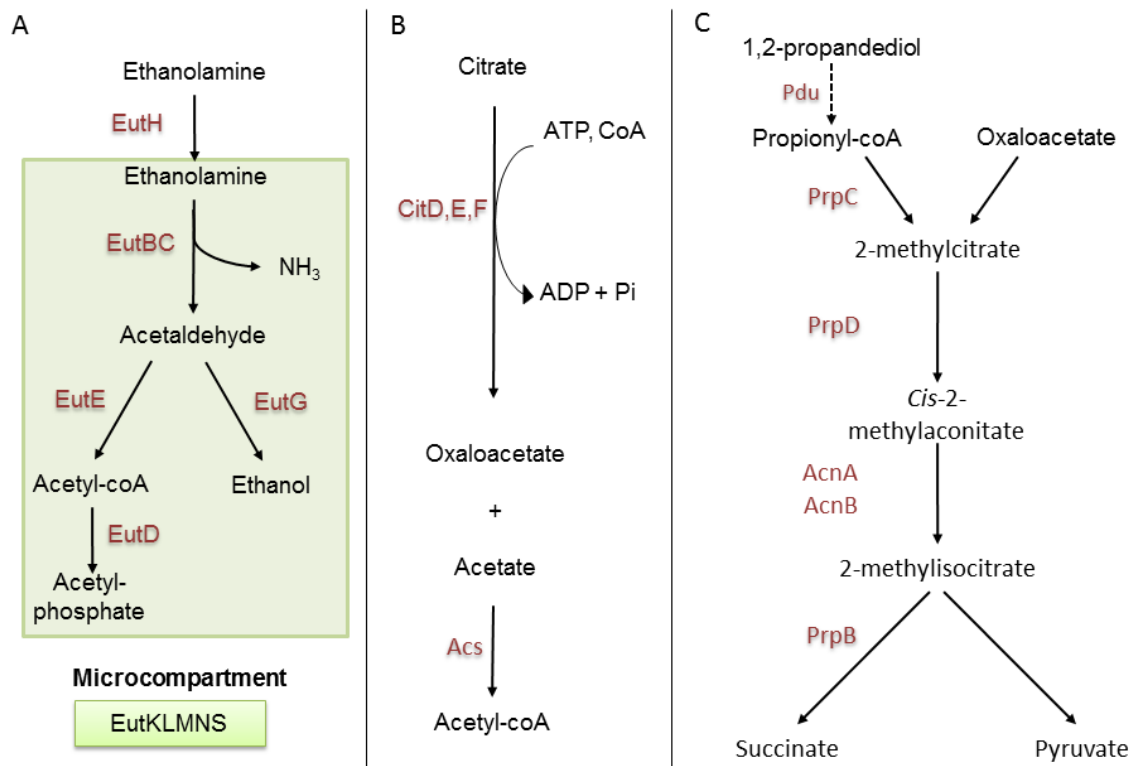 A
Ethanolamine
EutH
Ethanolamine
EutBC
NH3
Acetaldehyde
EutE
EutG
Acetyl-coA
Ethanol
EutD
Acetyl-
phosphate
Microcompartment
EutKLMNS
B
Citrate
ATP, CoA
CitD,E,F
ADP + Pi
Oxaloacetate
+
Acetate
Acs
Acetyl-coA
C
1,2-propandediol
Pdu
Propionyl-coA
Oxaloacetate
PrpC
2-methylcitrate
PrpD
Cis-2-
methylaconitate
AcnA
AcnB
2-methylisocitrate
PrpB
Succinate
Pyruvate